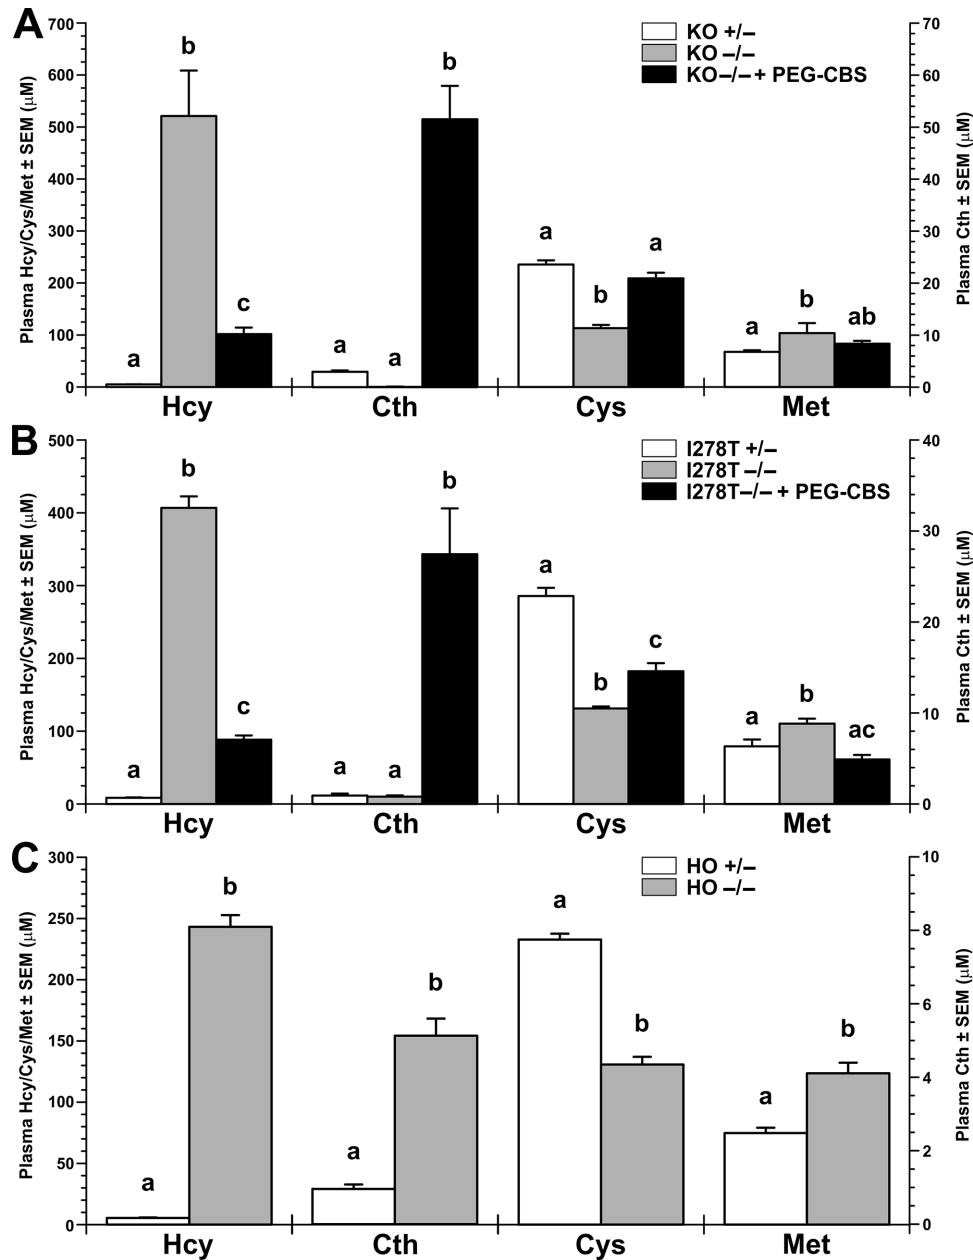 A
Plasma Hcy/Cys/Met ± SEM (μM)
700
600
500
400
300
200
100
0
KO +/–
KO –/–
KO–/– + PEG-CBS
b
b
a
c
a
a
a
b
a
a
b
ab
Hcy Cth Cys Met
70
60
50
40
30
20
10
0
Plasma Cth ± SEM (μM)
B
Plasma Hcy/Cys/Met ± SEM (μM)
500
400
300
200
100
0
I278T +/–
I278T –/–
I278T–/– + PEG-CBS
a
b
c
a
a
b
a
b
c
a
b
ac
Hcy Cth Cys Met
40
30
20
10
0
Plasma Cth ± SEM (μM)
C
Plasma Hcy/Cys/Met ± SEM (μM)
300
250
200
150
100
50
0
HO +/–
HO –/–
a
b
a
b
a
b
a
b
Hcy Cth Cys Met
10
8
6
4
2
0
Plasma Cth ± SEM (μM)